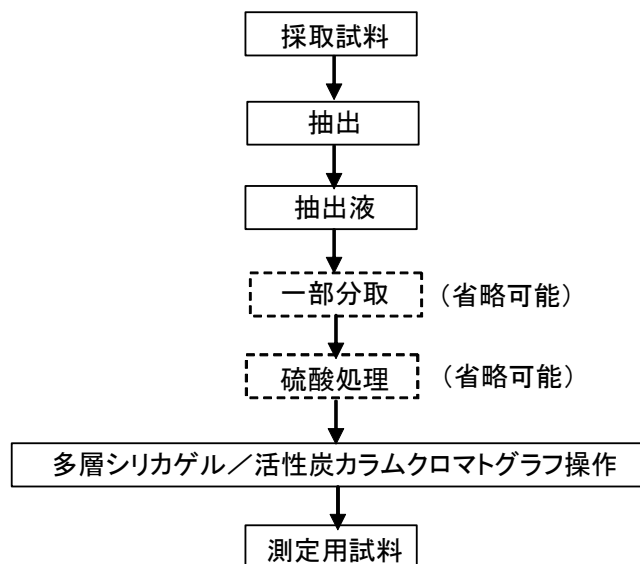 採取試料
抽出
抽出液
一部分取 (省略可能)
硫酸処理 (省略可能)
多層シリカゲル／活性炭カラムクロマトグラフ操作
測定用試料